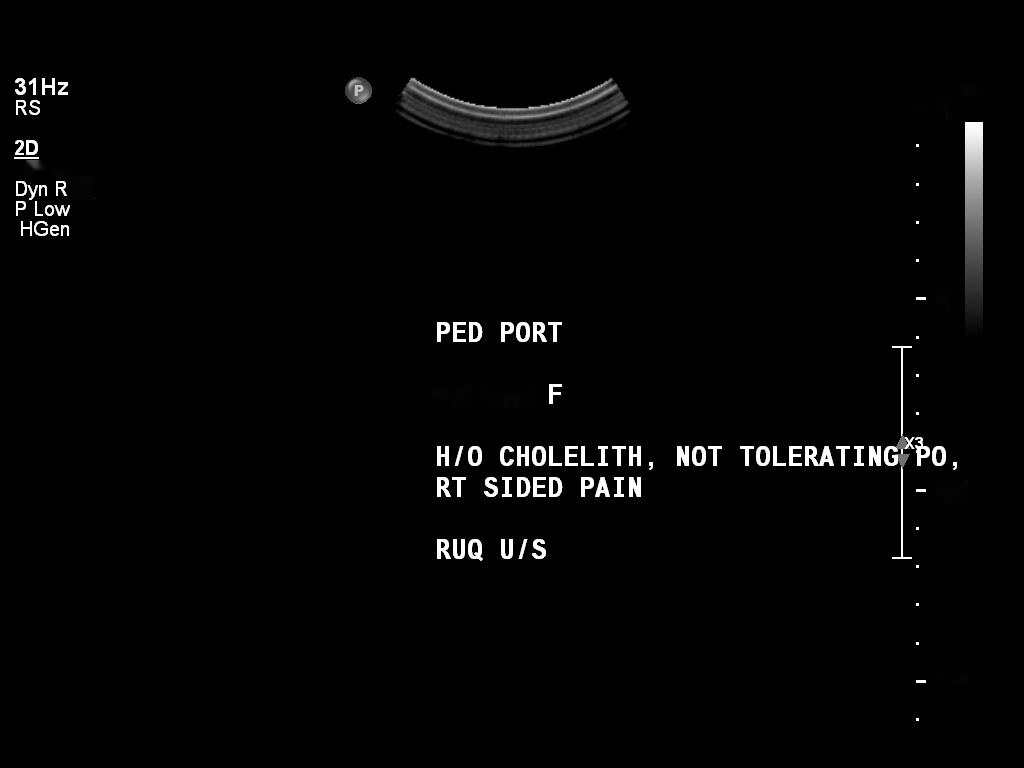 31Hz
RS
P
2D
Dyn R
P Low
HGen
PED PORT
F
X3
H/O CHOLELITH, NOT TOLERATING PO,
RT SIDED PAIN
RUQ U/S